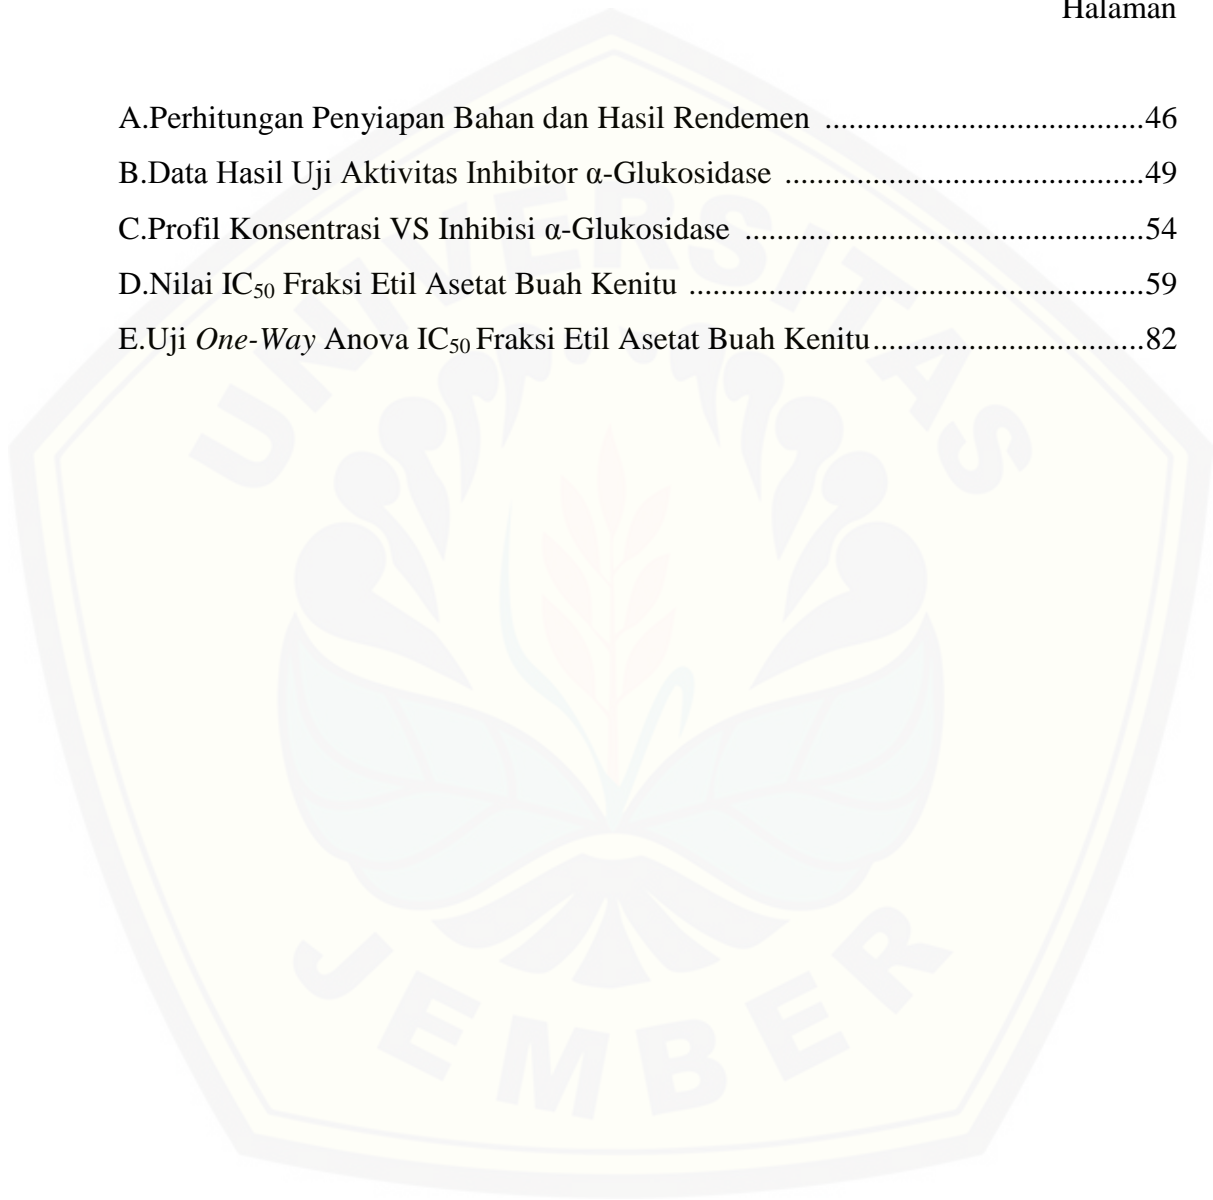 Halaman
A.Perhitungan Penyiapan Bahan dan Hasil Rendemen ..................................46
B.Data Hasil Uji Aktivitas Inhibitor α-Glukosidase ......................................49
C.Profil Konsentrasi VS Inhibisi α-Glukosidase ..........................................54
D.Nilai IC₅₀ Fraksi Etil Asetat Buah Kenitu ................................................59
E.Uji One-Way Anova IC₅₀ Fraksi Etil Asetat Buah Kenitu.............................82
UNIVERSITAS
JEMBER